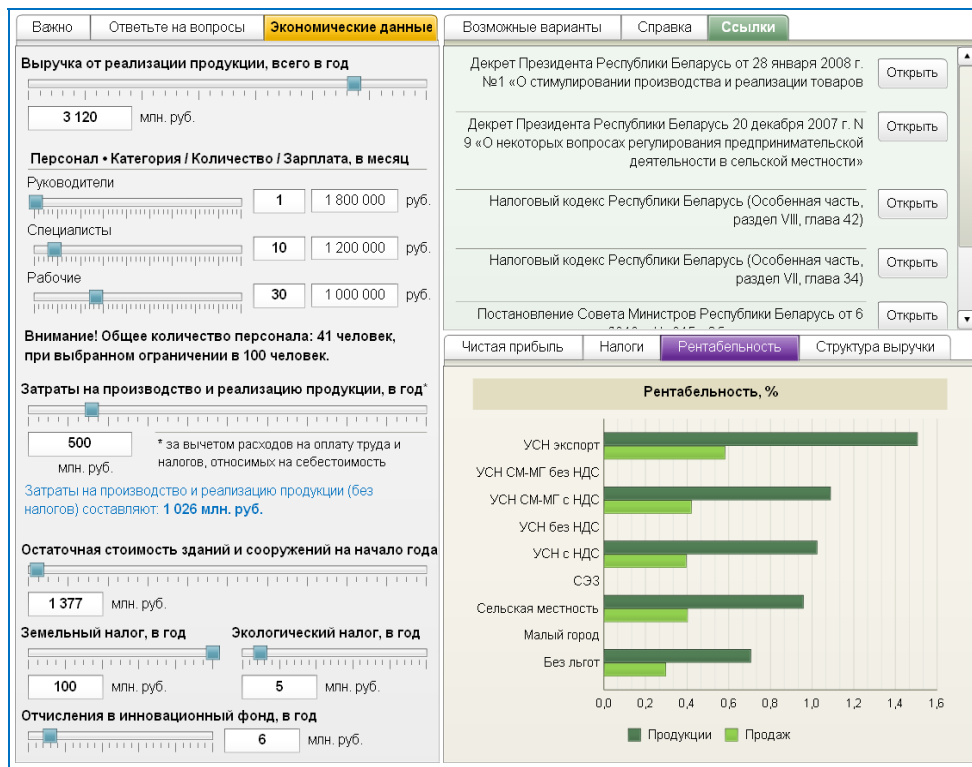 Важно
Ответьте на вопросы
Экономические данные
Выручка от реализации продукции, всего в год
3 120 млн. руб.
Персонал • Категория / Количество / Зарплата, в месяц
Руководители
1 1 800 000 руб.
Специалисты
10 1 200 000 руб.
Рабочие
30 1 000 000 руб.
Внимание! Общее количество персонала: 41 человек,
при выбранном ограничении в 100 человек.
Затраты на производство и реализацию продукции, в год*
500
млн. руб.
* за вычетом расходов на оплату труда и
налогов, относимых на себестоимость
Затраты на производство и реализацию продукции (без
налогов) составляют: 1 026 млн. руб.
Остаточная стоимость зданий и сооружений на начало года
1 377 млн. руб.
Земельный налог, в год
100 млн. руб.
Экологический налог, в год
5 млн. руб.
Отчисления в инновационный фонд, в год
6 млн. руб.
Возможные варианты
Справка
Ссылки
Декрет Президента Республики Беларусь от 28 января 2008 г.
№1 «О стимулировании производства и реализации товаров
Открыть
Декрет Президента Республики Беларусь 20 декабря 2007 г. N
9 «О некоторых вопросах регулирования предпринимательской
деятельности в сельской местности»
Открыть
Налоговый кодекс Республики Беларусь (Особенная часть,
раздел VIII, глава 42)
Открыть
Налоговый кодекс Республики Беларусь (Особенная часть,
раздел VII, глава 34)
Открыть
Постановление Совета Министров Республики Беларусь от 6
Открыть
Чистая прибыль
Налоги
Рентабельность
Структура выручки
Рентабельность, %
УСН экспорт
УСН СМ-МГ без НДС
УСН СМ-МГ с НДС
УСН без НДС
УСН с НДС
СЭЗ
Сельская местность
Малый город
Без льгот
0,0 0,2 0,4 0,6 0,8 1,0 1,2 1,4 1,6
Продукции Продаж